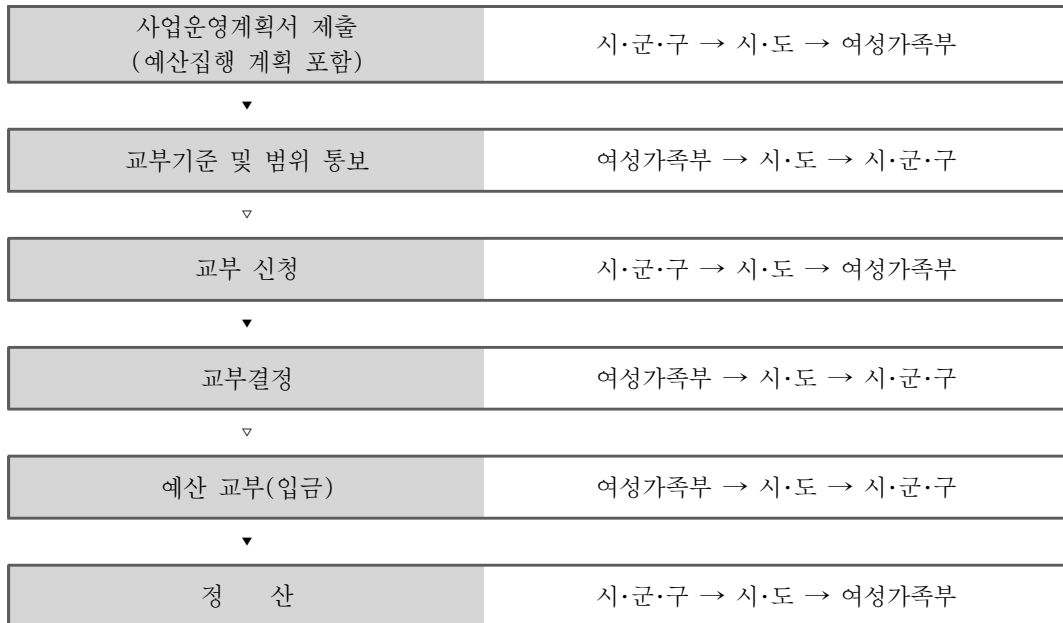 사업운영계획서 제출
(예산집행 계획 포함)
시·군·구 → 시·도 → 여성가족부
▼
교부기준 및 범위 통보
여성가족부 → 시·도 → 시·군·구
▽
교부 신청
시·군·구 → 시·도 → 여성가족부
▼
교부결정
여성가족부 → 시·도 → 시·군·구
▽
예산 교부(입금)
여성가족부 → 시·도 → 시·군·구
▼
정 산
시·군·구 → 시·도 → 여성가족부